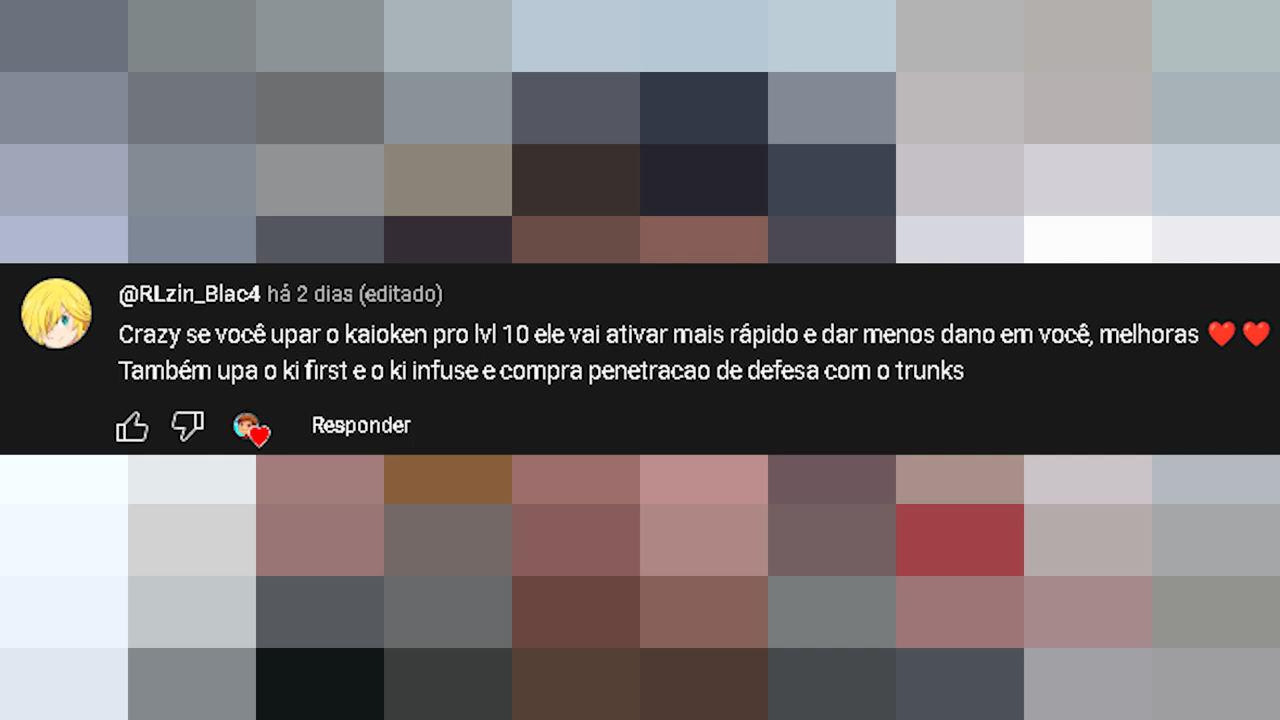 @RLzin_Blac4 há 2 dias (editado)
Crazy se você upar o kaioken pro lvl 10 ele vai ativar mais rápido e dar menos dano em você, melhoras ❤️ ❤️
Também upa o ki first e o ki infuse e compra penetracao de defesa com o trunks
Responder